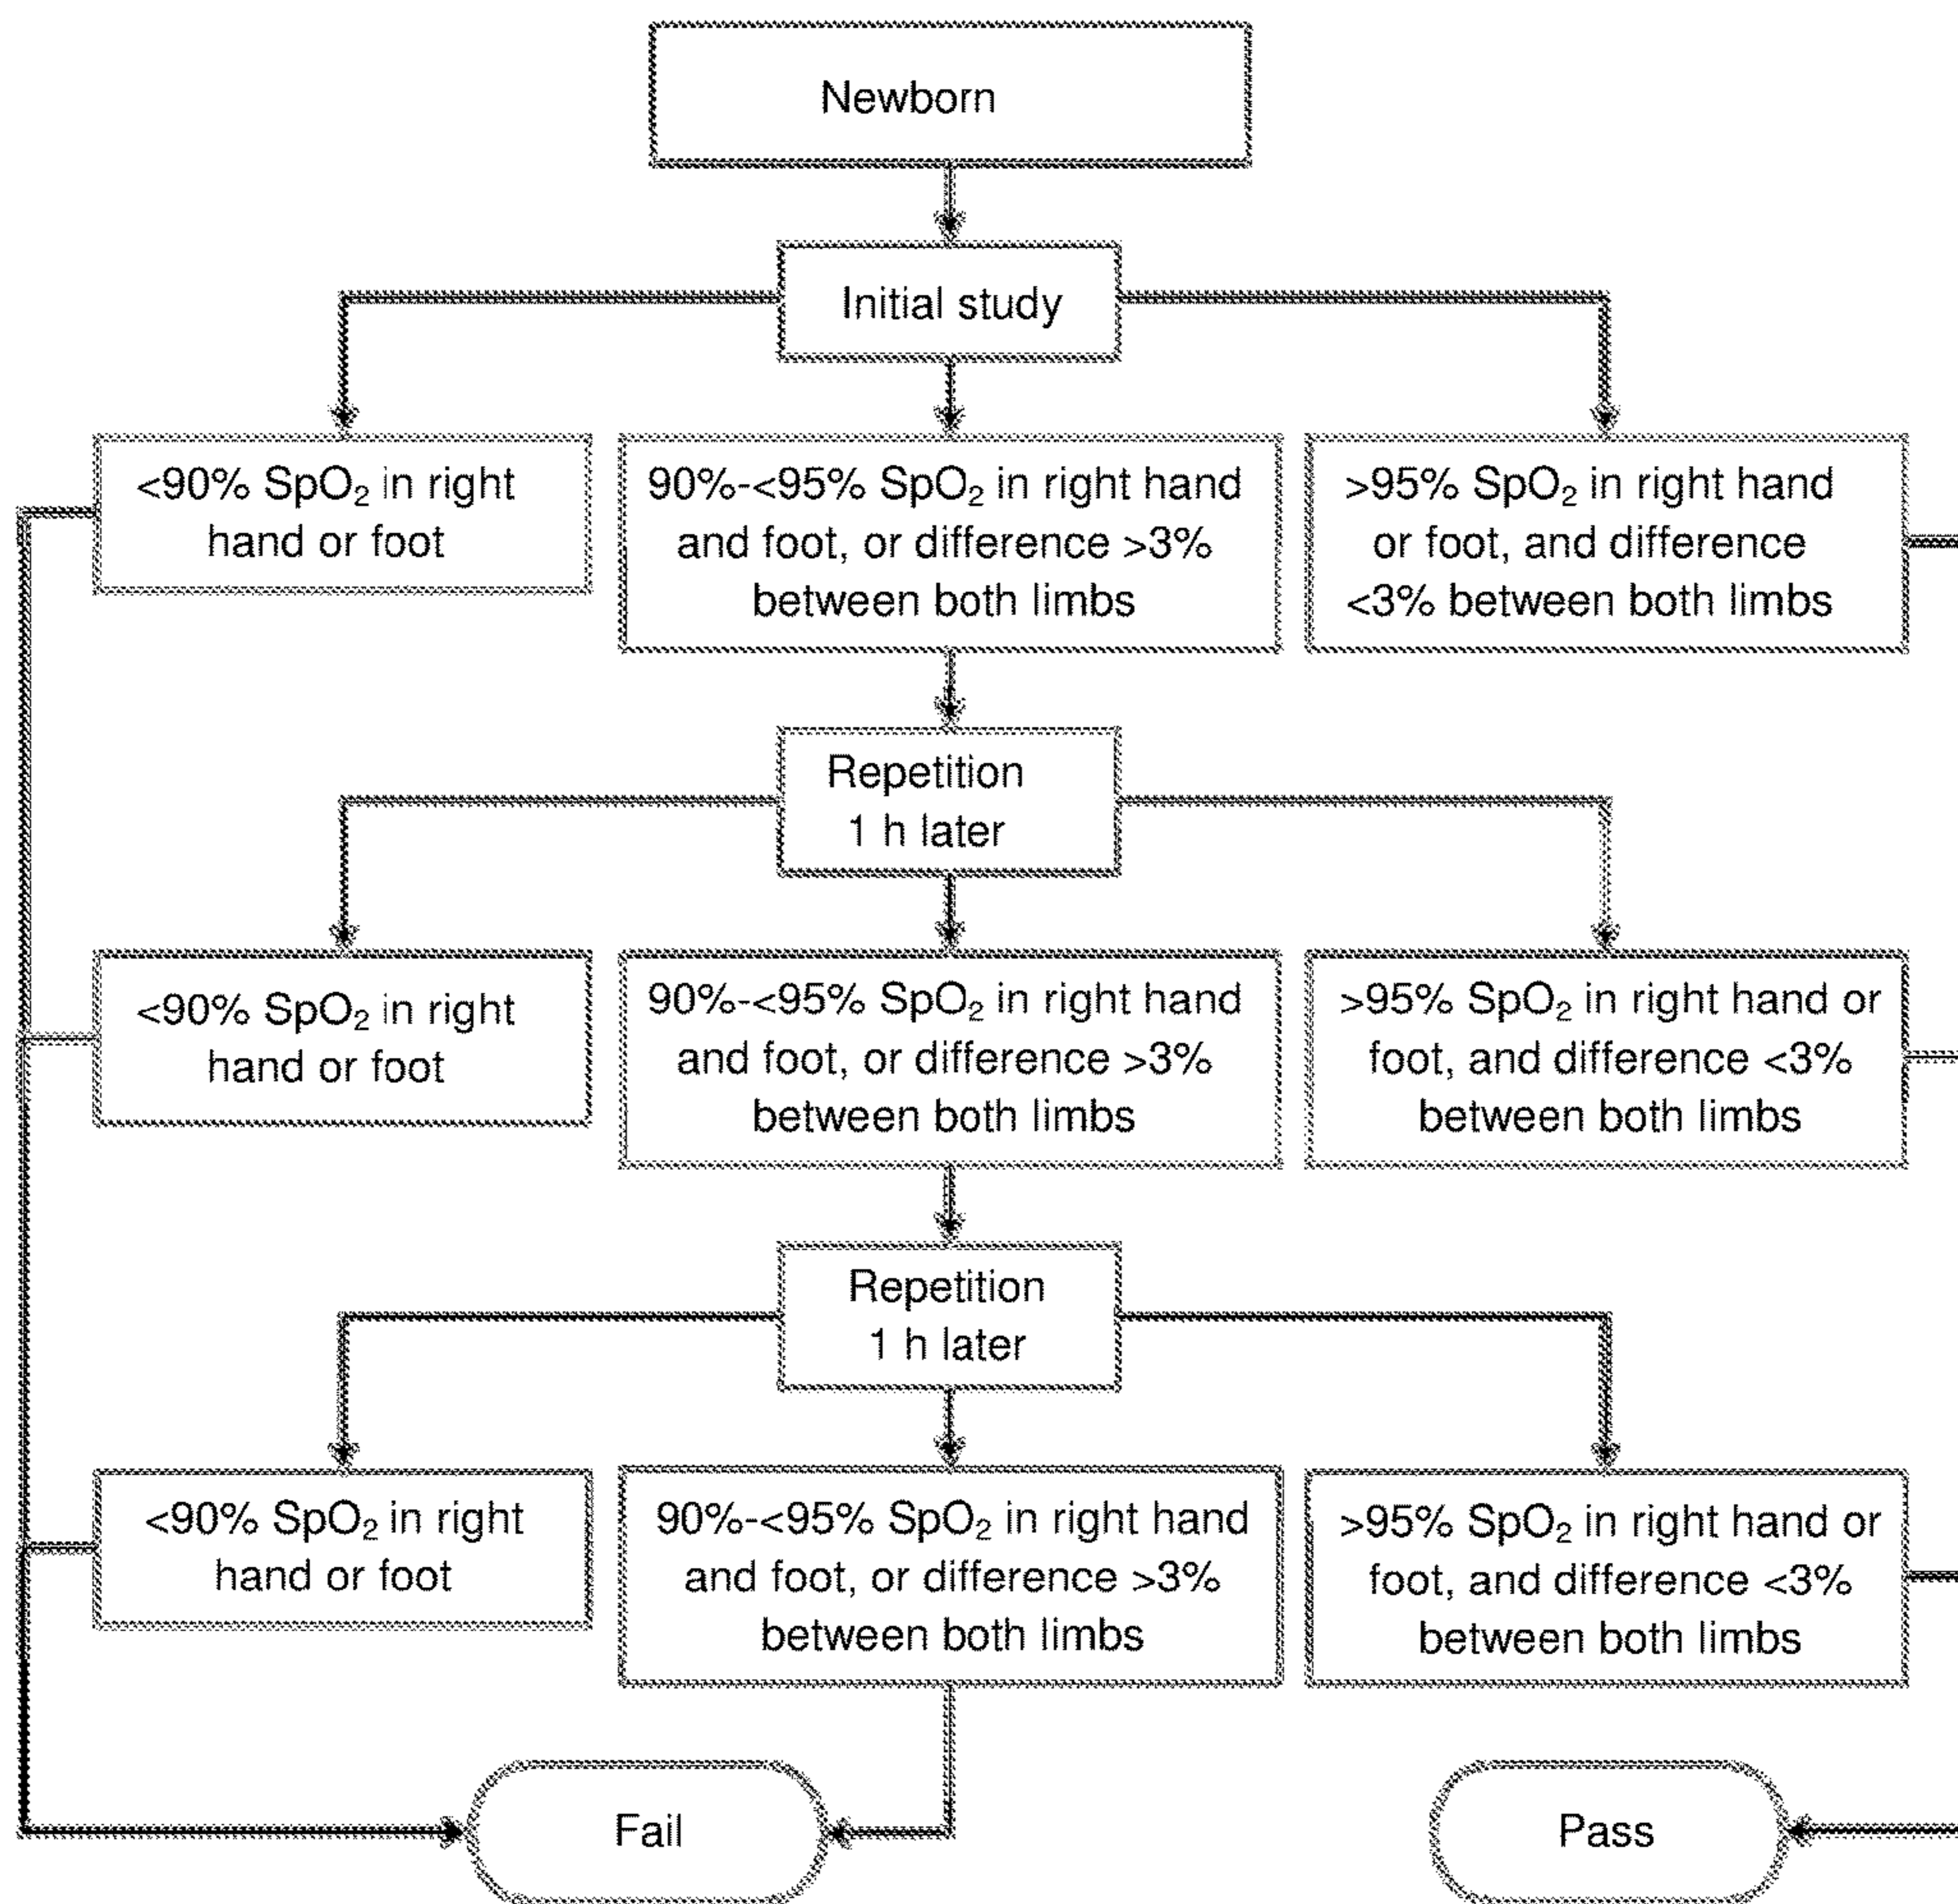 Newborn
Initial study
<90% SpO₂ in right
hand or foot
90%-<95% SpO₂ in right hand
and foot, or difference >3%
between both limbs
>95% SpO₂ in right hand
or foot, and difference
<3% between both limbs
Repetition
1 h later
<90% SpO₂ in right
hand or foot
90%-<95% SpO₂ in right hand
and foot, or difference >3%
between both limbs
>95% SpO₂ in right hand or
foot, and difference <3%
between both limbs
Repetition
1 h later
<90% SpO₂ in right
hand or foot
90%-<95% SpO₂ in right hand
and foot, or difference >3%
between both limbs
>95% SpO₂ in right hand or
foot, and difference <3%
between both limbs
Fail
Pass